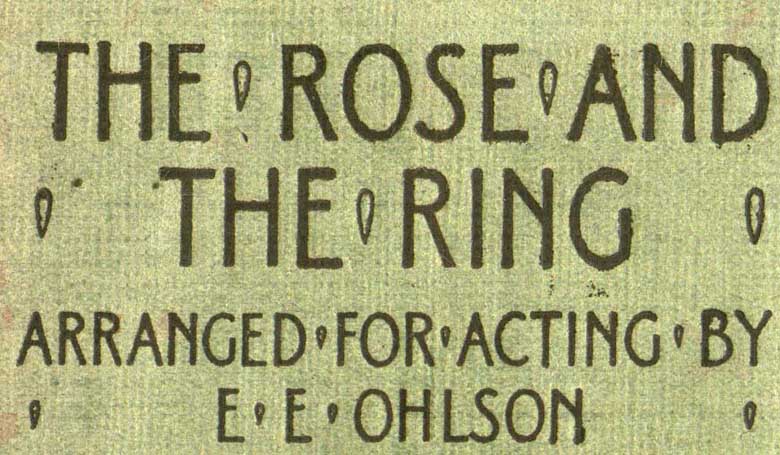 THE ROSE AND
THE RING
ARRANGED FOR ACTING BY
E E OHLSON